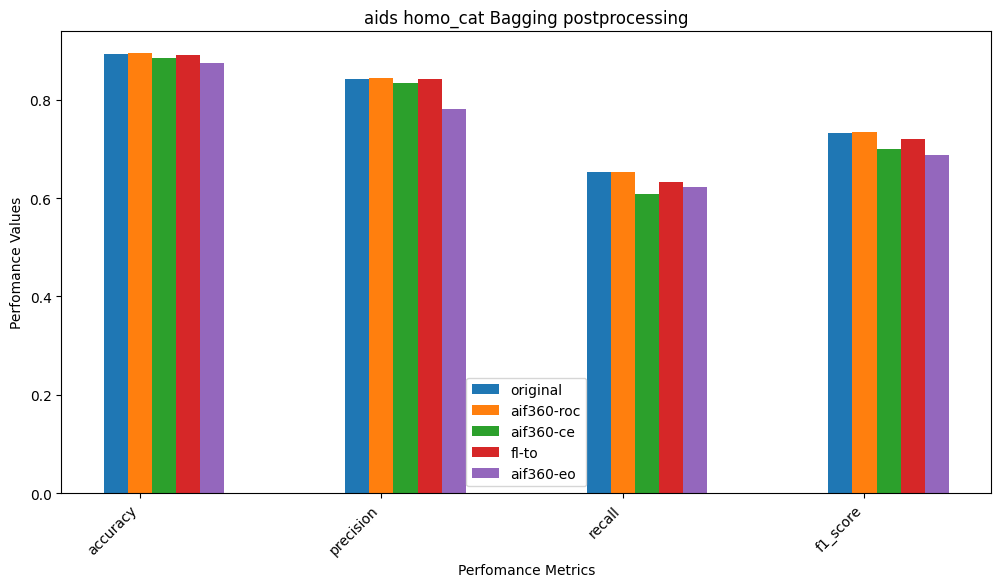 aids homo_cat Bagging postprocessing
Perfomance Values
0.8
0.6
0.4
0.2
0.0
original
aif360-roc
aif360-ce
fl-to
aif360-eo
accuracy
precision
recall
f1_score
Perfomance Metrics